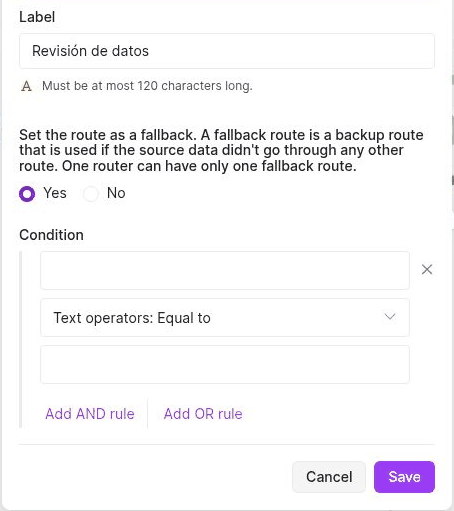 Label
Revisión de datos
A Must be at most 120 characters long.
Set the route as a fallback. A fallback route is a backup route
that is used if the source data didn't go through any other
route. One router can have only one fallback route.
Yes No
Condition
Text operators: Equal to
Add AND rule Add OR rule
Cancel Save